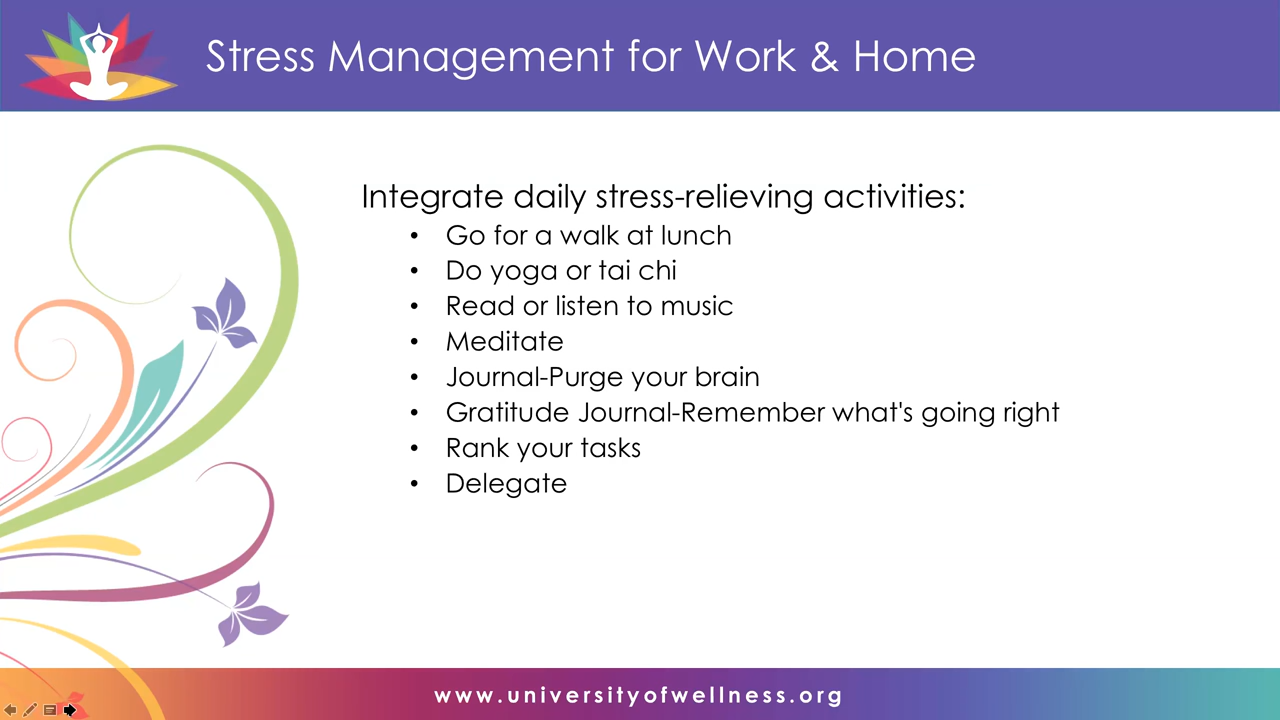 Stress Management for Work & Home
Integrate daily stress-relieving activities:
• Go for a walk at lunch
• Do yoga or tai chi
• Read or listen to music
• Meditate
• Journal-Purge your brain
• Gratitude Journal-Remember what's going right
• Rank your tasks
• Delegate
www.universityofwellness.org